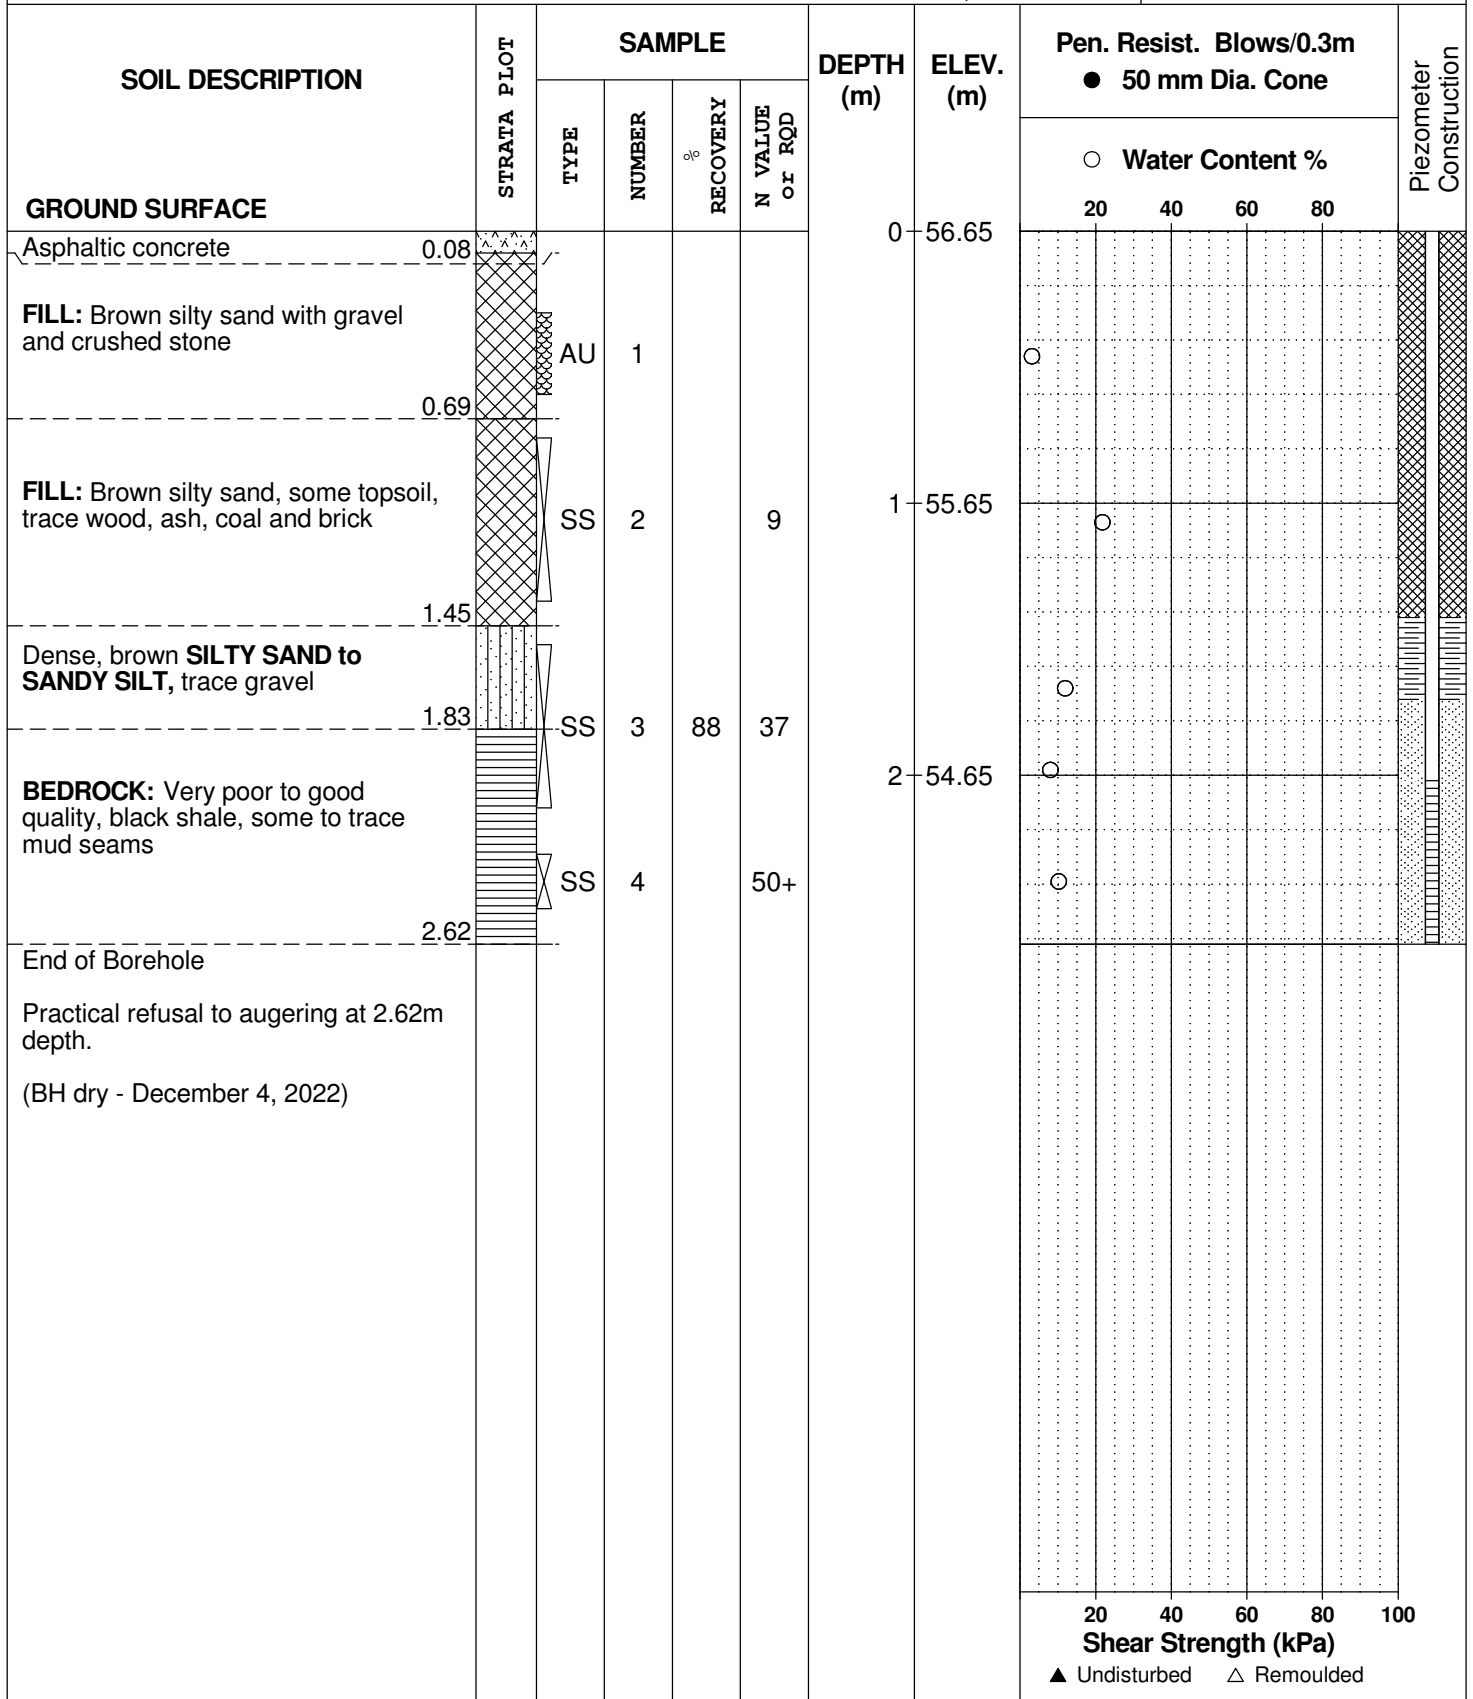 SOIL DESCRIPTION
GROUND SURFACE
STRATA PLOT
SAMPLE
TYPE
NUMBER
%
RECOVERY
N VALUE
or RQD
DEPTH
(m)
ELEV.
(m)
Pen. Resist. Blows/0.3m
● 50 mm Dia. Cone
○ Water Content %
20 40 60 80
Piezometer
Construction
0 56.65
Asphaltic concrete 0.08
FILL: Brown silty sand with gravel
and crushed stone
AU 1
0.69
FILL: Brown silty sand, some topsoil,
trace wood, ash, coal and brick
SS 2 9
1 55.65
1.45
Dense, brown SILTY SAND to
SANDY SILT, trace gravel
1.83
SS 3 88 37
2 54.65
BEDROCK: Very poor to good
quality, black shale, some to trace
mud seams
SS 4 50+
2.62
End of Borehole
Practical refusal to augering at 2.62m
depth.
(BH dry - December 4, 2022)
20 40 60 80 100
Shear Strength (kPa)
▲ Undisturbed △ Remoulded